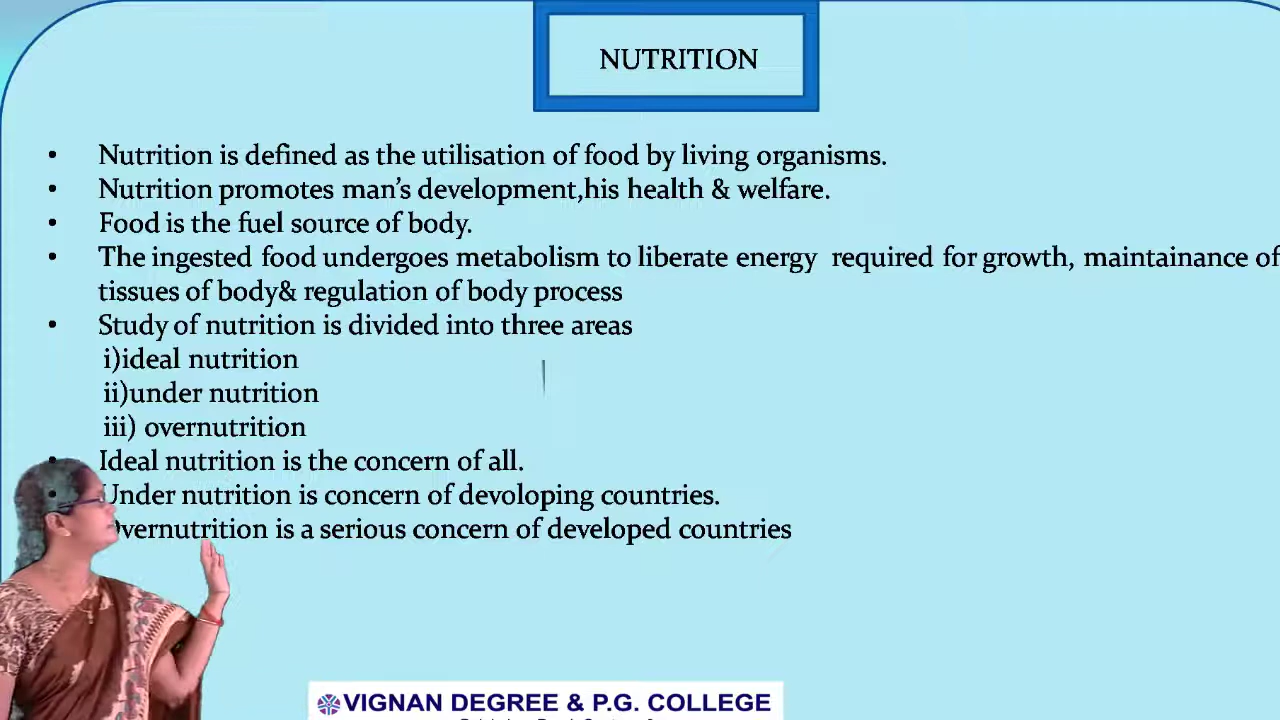 NUTRITION
• Nutrition is defined as the utilisation of food by living organisms.
• Nutrition promotes man’s development,his health & welfare.
• Food is the fuel source of body.
• The ingested food undergoes metabolism to liberate energy required for growth, maintainance of
tissues of body& regulation of body process
• Study of nutrition is divided into three areas
i)ideal nutrition
ii)under nutrition
iii) overnutrition
• Ideal nutrition is the concern of all.
• Under nutrition is concern of devoloping countries.
Overnutrition is a serious concern of developed countries
VIGNAN DEGREE & P.G. COLLEGE